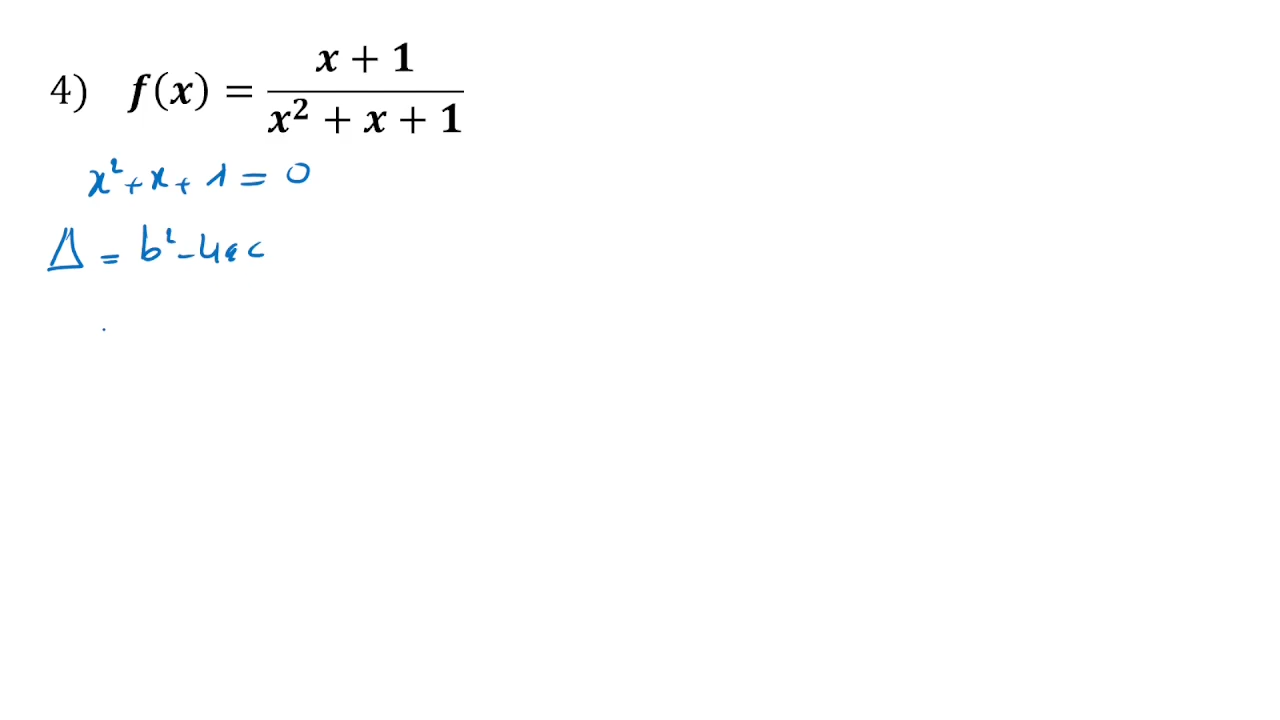 4) f(x) = (x + 1) / (x² + x + 1)
x² + x + 1 = 0
Δ = b² - 4ac